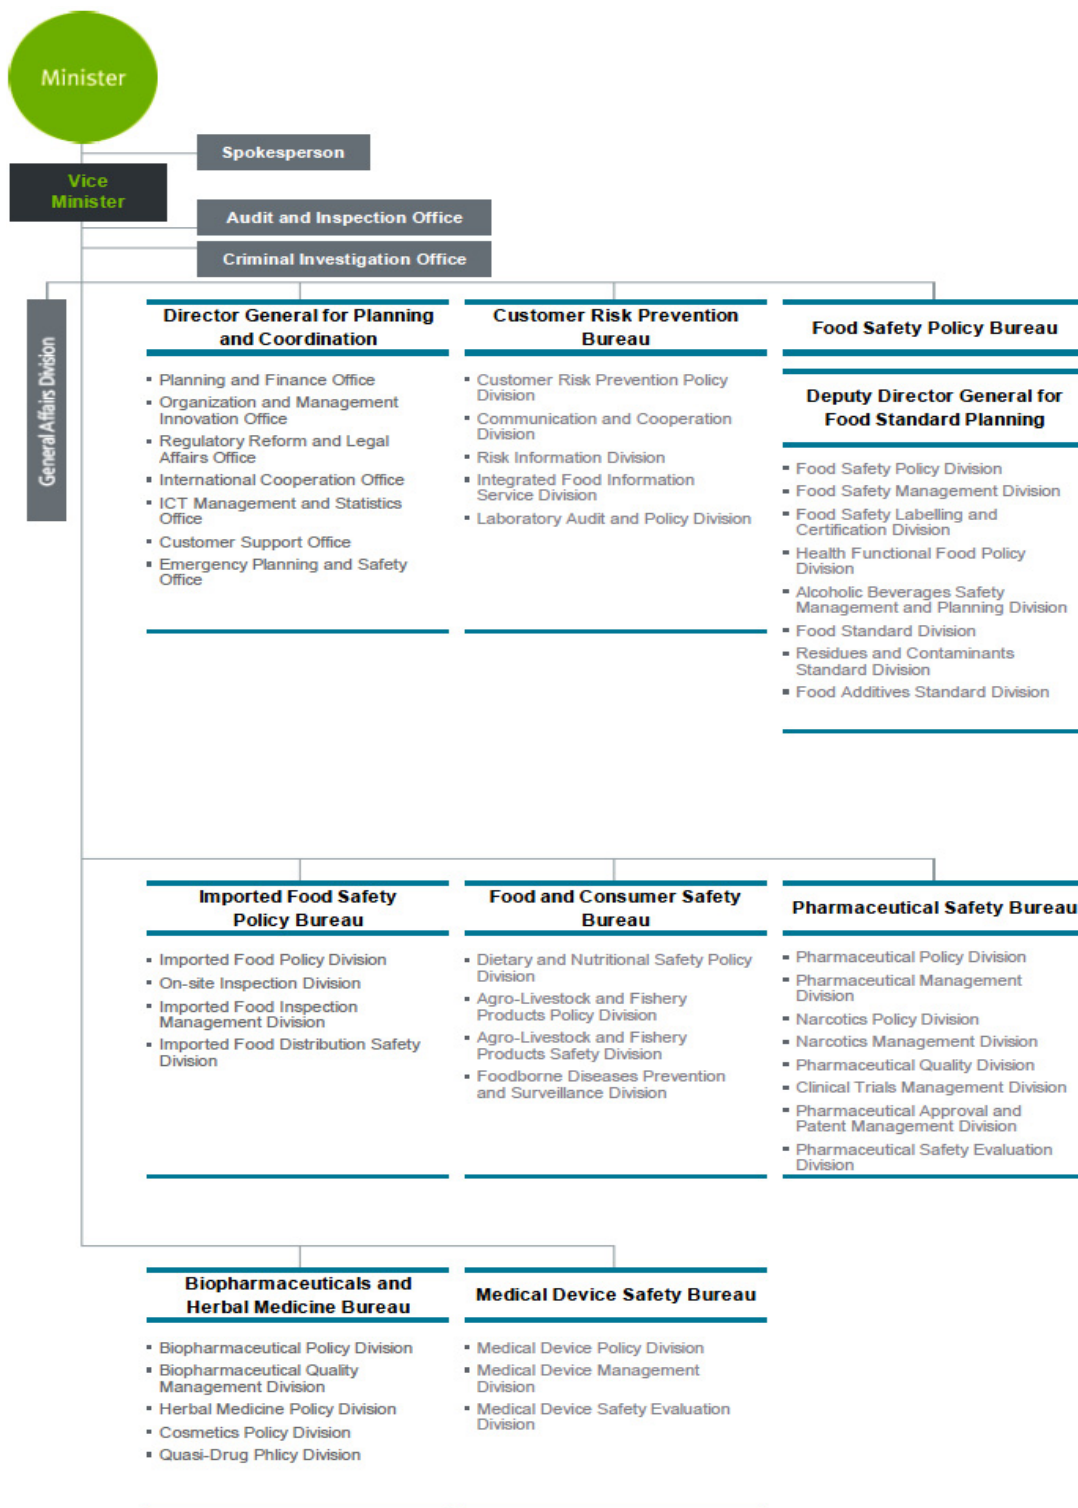 Minister
Spokesperson
Vice
Minister
Audit and Inspection Office
Criminal Investigation Office
General Affairs Division
Director General for Planning
and Coordination
Planning and Finance Office
Organization and Management
Innovation Office
Regulatory Reform and Legal
Affairs Office
International Cooperation Office
ICT Management and Statistics
Office
Customer Support Office
Emergency Planning and Safety
Office
Customer Risk Prevention
Bureau
Customer Risk Prevention Policy
Division
Communication and Cooperation
Division
Risk Information Division
Integrated Food Information
Service Division
Laboratory Audit and Policy Division
Food Safety Policy Bureau
Deputy Director General for
Food Standard Planning
Food Safety Policy Division
Food Safety Management Division
Food Safety Labelling and
Certification Division
Health Functional Food Policy
Division
Alcoholic Beverages Safety
Management and Planning Division
Food Standard Division
Residues and Contaminants
Standard Division
Food Additives Standard Division
Imported Food Safety
Policy Bureau
Imported Food Policy Division
On-site Inspection Division
Imported Food Inspection
Management Division
Imported Food Distribution Safety
Division
Food and Consumer Safety
Bureau
Dietary and Nutritional Safety Policy
Division
Agro-Livestock and Fishery
Products Policy Division
Agro-Livestock and Fishery
Products Safety Division
Foodborne Diseases Prevention
and Surveillance Division
Pharmaceutical Safety Bureau
Pharmaceutical Policy Division
Pharmaceutical Management
Division
Narcotics Policy Division
Narcotics Management Division
Pharmaceutical Quality Division
Clinical Trials Management Division
Pharmaceutical Approval and
Patent Management Division
Pharmaceutical Safety Evaluation
Division
Biopharmaceuticals and
Herbal Medicine Bureau
Biopharmaceutical Policy Division
Biopharmaceutical Quality
Management Division
Herbal Medicine Policy Division
Cosmetics Policy Division
Quasi-Drug Phlicy Division
Medical Device Safety Bureau
Medical Device Policy Division
Medical Device Management
Division
Medical Device Safety Evaluation
Division